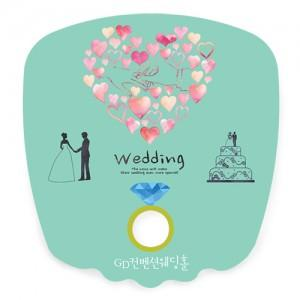 Wedding
The Love will make
their wedding even more special!
GD컨벤션웨딩홀